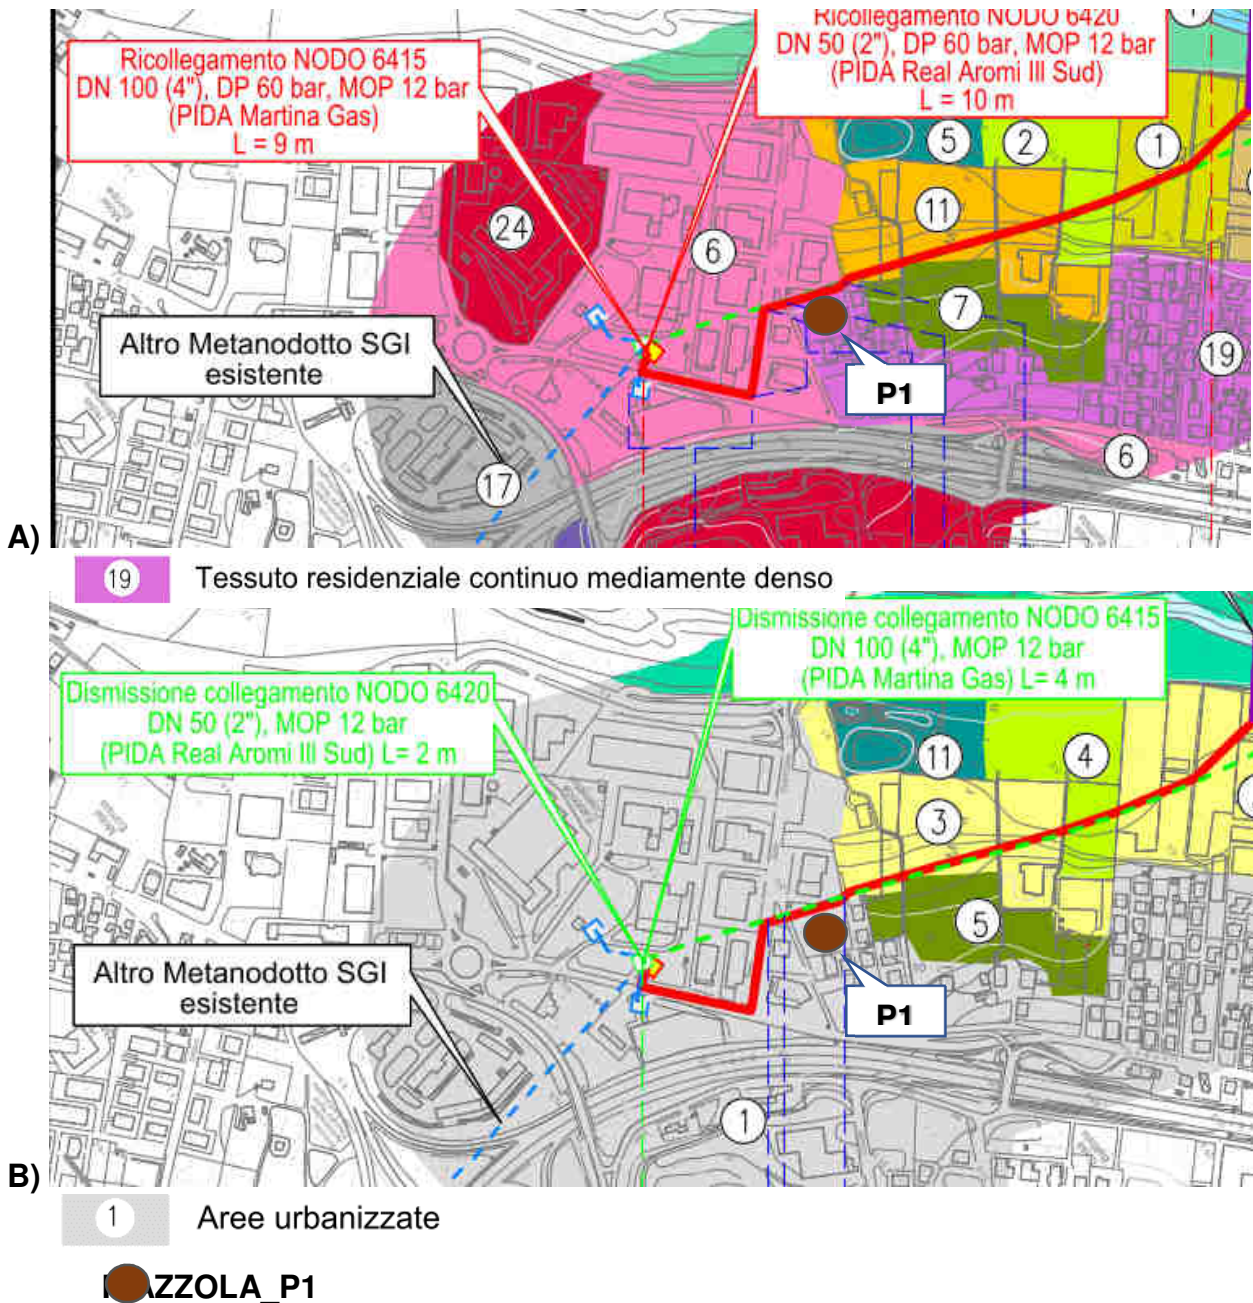 Ricollegamento NODO 6415
DN 100 (4"), DP 60 bar, MOP 12 bar
(PIDA Martina Gas)
L = 9 m
Ricollegamento NODO 6420
DN 50 (2"), DP 60 bar, MOP 12 bar
(PIDA Real Aromi III Sud)
L = 10 m
5
2
1
11
24
6
7
19
Altro Metanodotto SGI
esistente
P1
17
6
A)
19 Tessuto residenziale continuo mediamente denso
Dismissione collegamento NODO 6415
DN 100 (4"), MOP 12 bar
(PIDA Martina Gas) L= 4 m
Dismissione collegamento NODO 6420
DN 50 (2"), MOP 12 bar
(PIDA Real Aromi III Sud) L= 2 m
11
4
3
5
Altro Metanodotto SGI
esistente
P1
1
B)
1 Aree urbanizzate
AZZOLA_P1